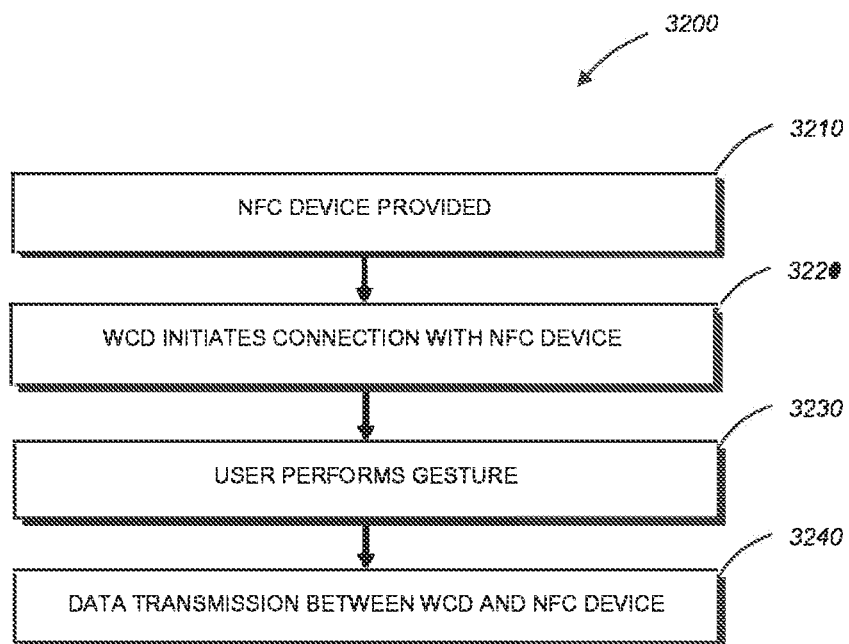 3200
3210
NFC DEVICE PROVIDED
3220
WCD INITIATES CONNECTION WITH NFC DEVICE
3230
USER PERFORMS GESTURE
3240
DATA TRANSMISSION BETWEEN WCD AND NFC DEVICE